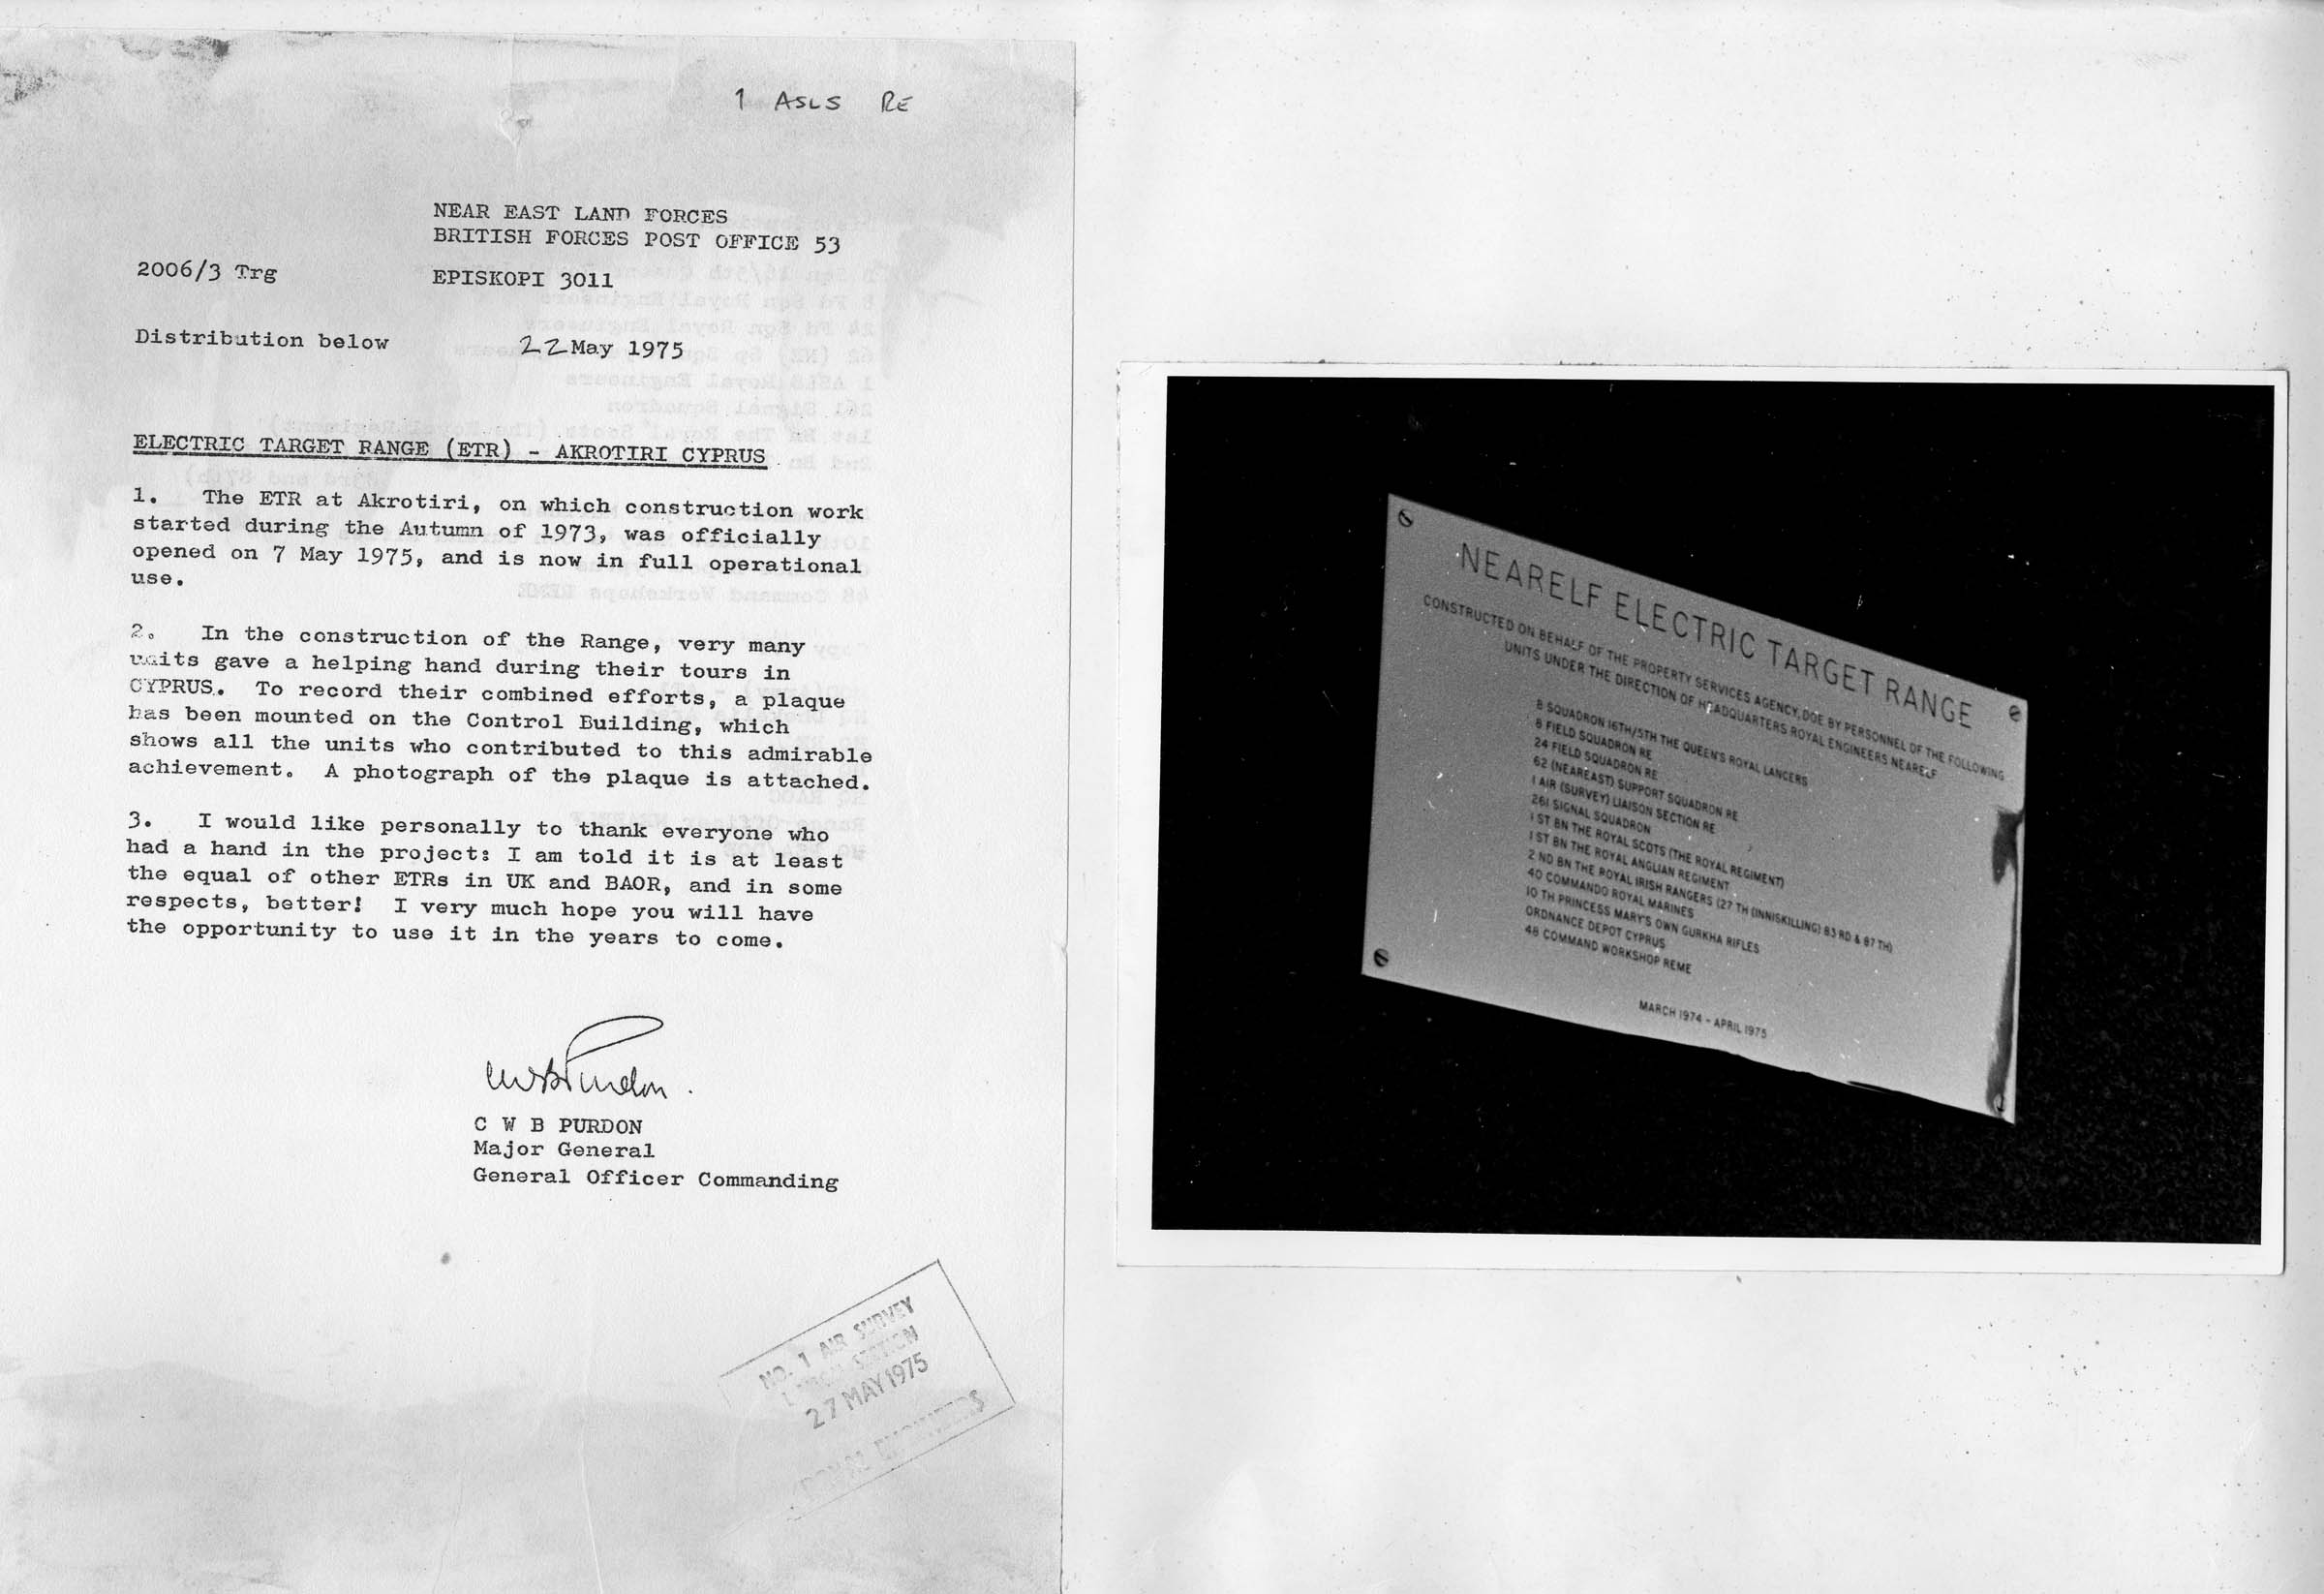 1 ASLS RE
NEAR EAST LAND FORCES
BRITISH FORCES POST OFFICE 53
2006/3 Trg
EPISKOPI 3011
Distribution below
22 May 1975
ELECTRIC TARGET RANGE (ETR) - AKROTIRI CYPRUS
1. The ETR at Akrotiri, on which construction work
started during the Autumn of 1973, was officially
opened on 7 May 1975, and is now in full operational
use.
2. In the construction of the Range, very many
units gave a helping hand during their tours in
CYPRUS. To record their combined efforts, a plaque
has been mounted on the Control Building, which
shows all the units who contributed to this admirable
achievement. A photograph of the plaque is attached.
3. I would like personally to thank everyone who
had a hand in the project: I am told it is at least
the equal of other ETRs in UK and BAOR, and in some
respects, better! I very much hope you will have
the opportunity to use it in the years to come.
CWB Purdon.
C W B PURDON
Major General
General Officer Commanding
NO. 1 AIR SURVEY
SECTION
27 MAY 1975
ROYAL ENGINEERS
NEARELF ELECTRIC TARGET RANGE
CONSTRUCTED ON BEHALF OF THE PROPERTY SERVICES AGENCY, DOE BY PERSONNEL OF THE FOLLOWING
UNITS UNDER THE DIRECTION OF HEADQUARTERS ROYAL ENGINEERS NEARELF
B SQUADRON 16TH/5TH THE QUEEN'S ROYAL LANCERS
8 FIELD SQUADRON RE
24 FIELD SQUADRON RE
62 (NEAREAST) SUPPORT SQUADRON RE
1 AIR (SURVEY) LIAISON SECTION RE
261 SIGNAL SQUADRON
1 ST BN THE ROYAL SCOTS (THE ROYAL REGIMENT)
1 ST BN THE ROYAL ANGLIAN REGIMENT
2 ND BN THE ROYAL IRISH RANGERS (27 TH (INNISKILLING) 83 RD & 87 TH)
40 COMMANDO ROYAL MARINES
10 TH PRINCESS MARY'S OWN GURKHA RIFLES
ORDNANCE DEPOT CYPRUS
48 COMMAND WORKSHOP REME
MARCH 1974 - APRIL 1975